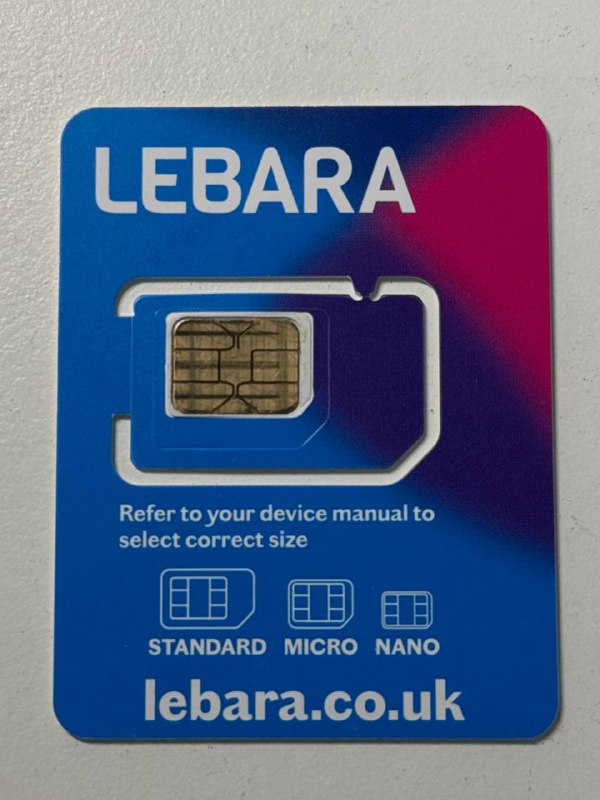 LEBARA
Refer to your device manual to
select correct size
STANDARD MICRO NANO
lebara.co.uk